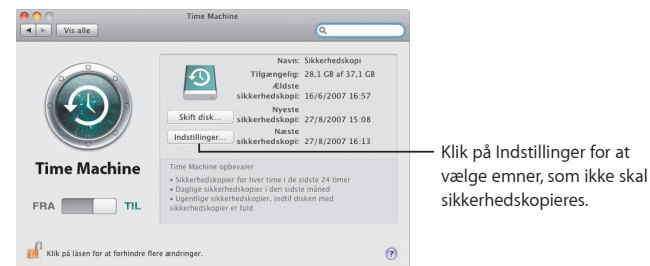 Time Machine
Vis alle
Navn: Sikkerhedskopi
Tilgængelig: 28,1 GB af 37,1 GB
Ældste
sikkerhedskopi: 16/6/2007 16:57
Nyeste
sikkerhedskopi: 27/8/2007 15:08
Næste
sikkerhedskopi: 27/8/2007 16:13
Skift disk...
Indstillinger...
Time Machine
FRA TIL
Time Machine opbevarer
• Sikkerhedskopier for hver time i de sidste 24 timer
• Daglige sikkerhedskopier i den sidste måned
• Ugentlige sikkerhedskopier, indtil disken med
sikkerhedskopier er fuld
Klik på låsen for at forhindre flere ændringer.
?
Klik på Indstillinger for at
vælge emner, som ikke skal
sikkerhedskopieres.